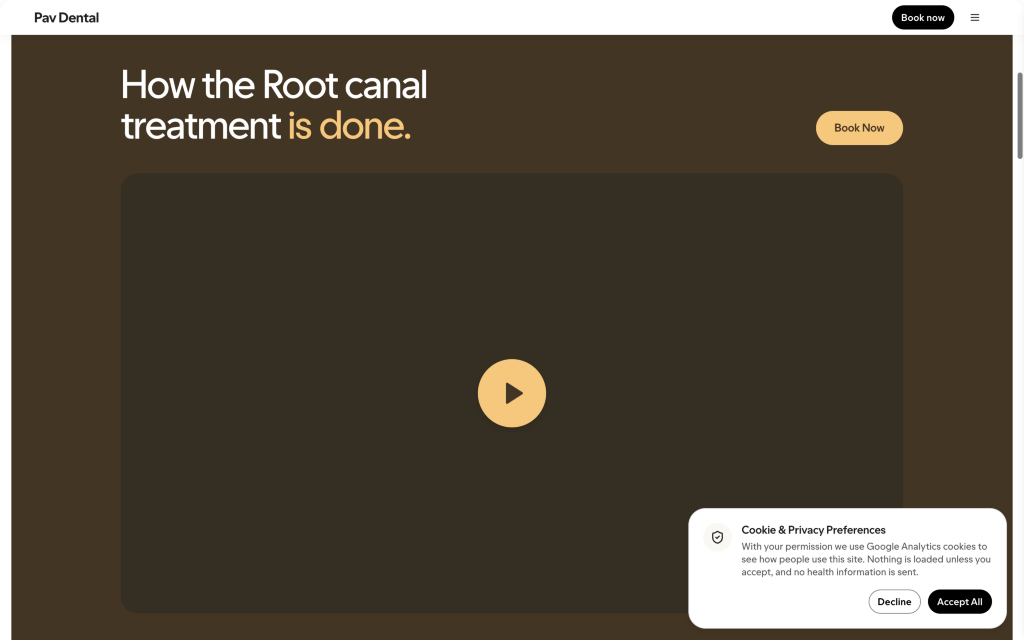 Pav Dental
Book now
How the Root canal
treatment is done.
Book Now
Cookie & Privacy Preferences
With your permission we use Google Analytics cookies to
see how people use this site. Nothing is loaded unless you
accept, and no health information is sent.
Decline
Accept All